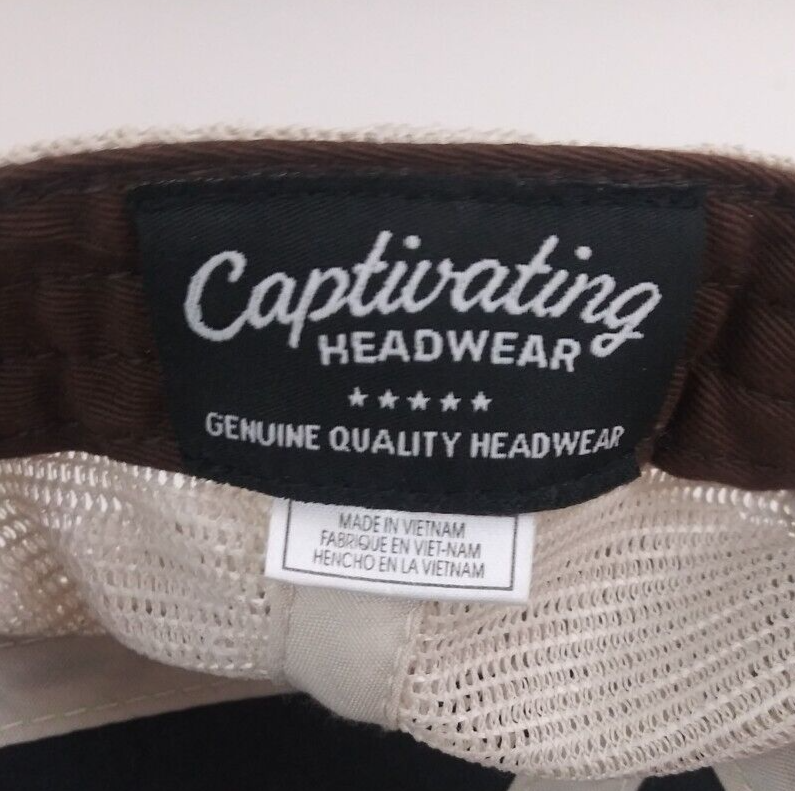 Captivating
HEADWEAR
★★★★★
GENUINE QUALITY HEADWEAR
MADE IN VIETNAM
FABRIQUE EN VIET-NAM
HENCHO EN LA VIETNAM